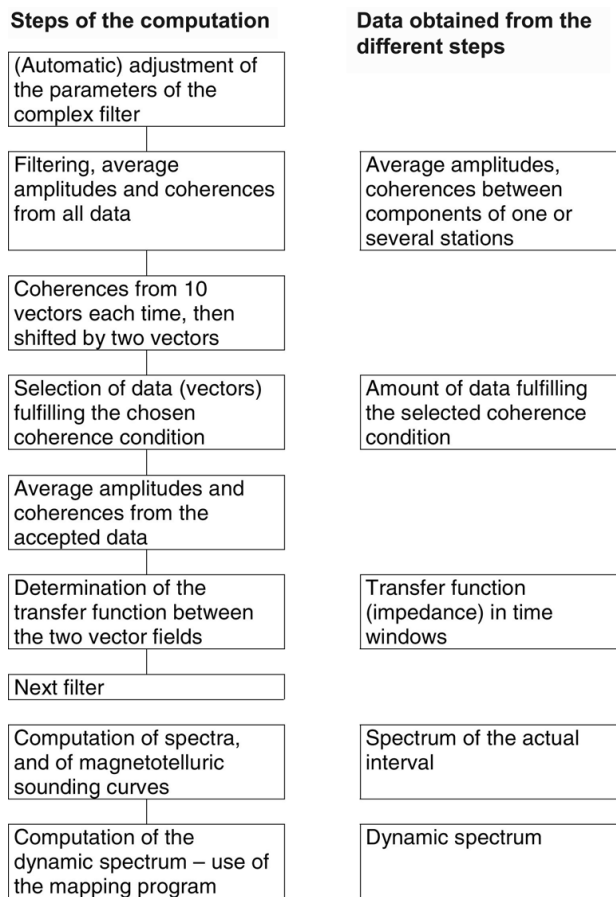 Steps of the computation
Data obtained from the
different steps
(Automatic) adjustment of
the parameters of the
complex filter
Filtering, average
amplitudes and coherences
from all data
Average amplitudes,
coherences between
components of one or
several stations
Coherences from 10
vectors each time, then
shifted by two vectors
Selection of data (vectors)
fulfilling the chosen
coherence condition
Amount of data fulfilling
the selected coherence
condition
Average amplitudes and
coherences from the
accepted data
Determination of the
transfer function between
the two vector fields
Transfer function
(impedance) in time
windows
Next filter
Computation of spectra,
and of magnetotelluric
sounding curves
Spectrum of the actual
interval
Computation of the
dynamic spectrum – use of
the mapping program
Dynamic spectrum